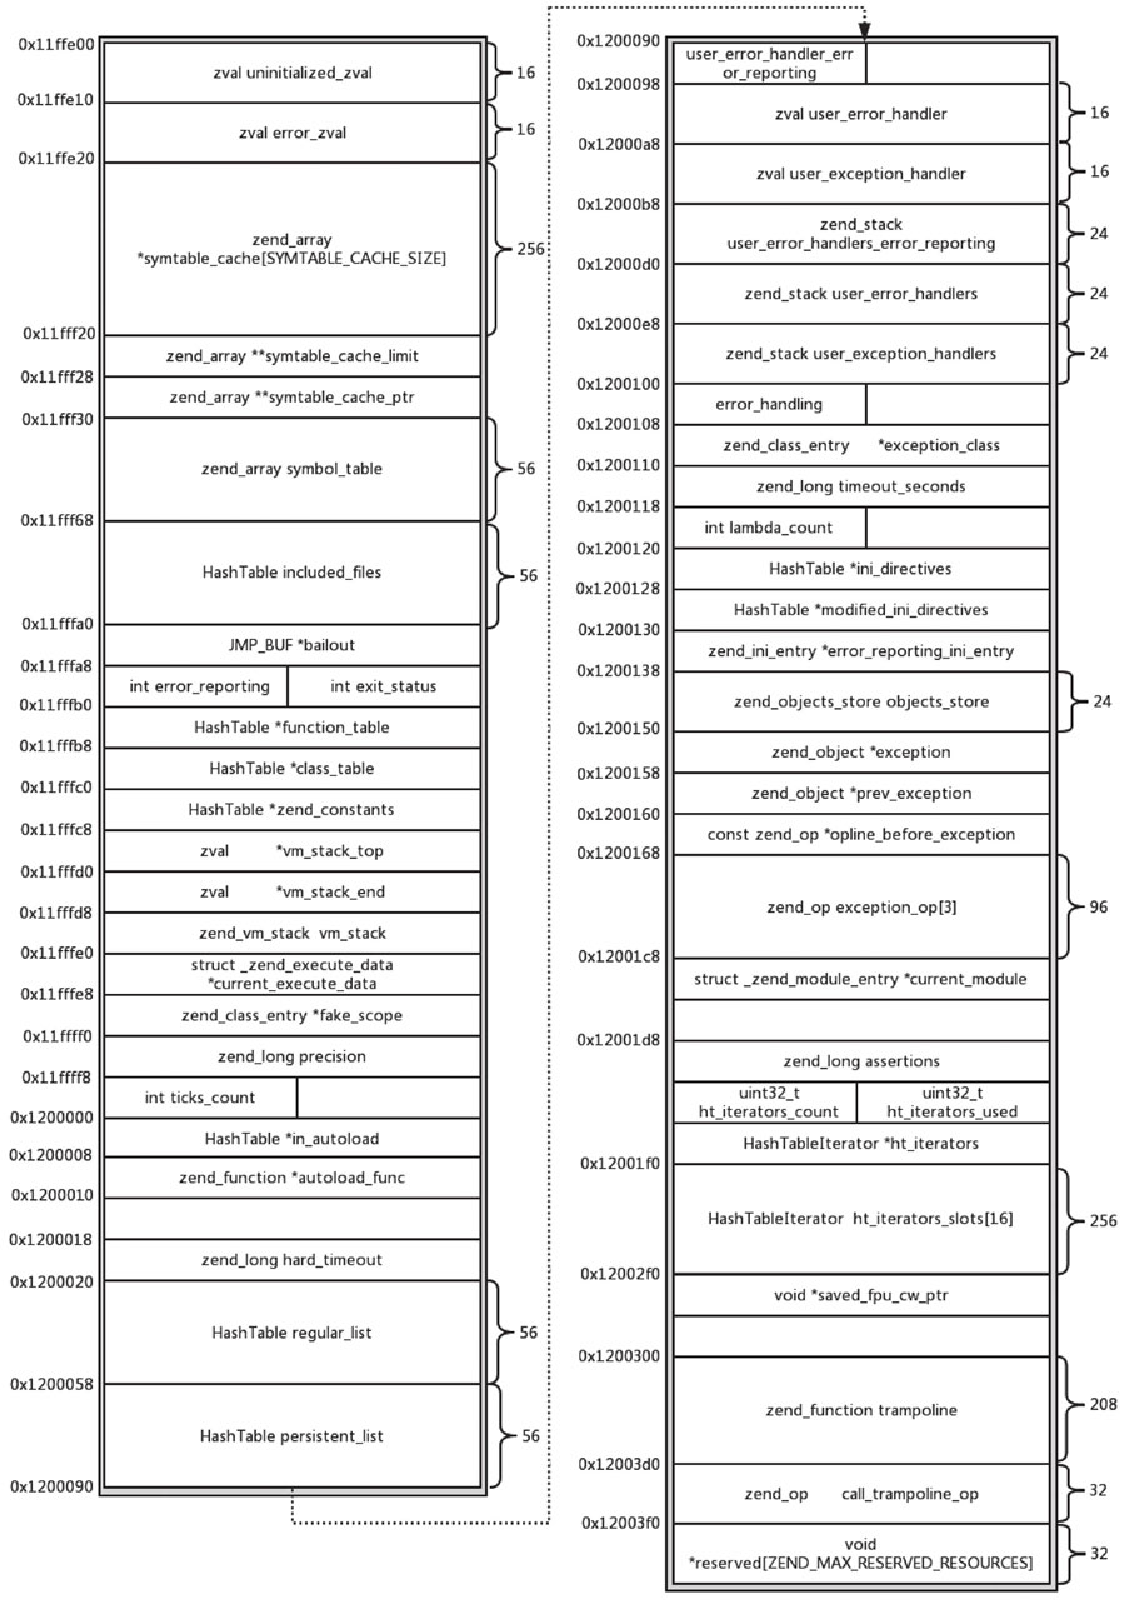 0x11ffe00
zval uninitialized_zval
16
0x11ffe10
zval error_zval
16
0x11ffe20
zend_array
*symtable_cache[SYMTABLE_CACHE_SIZE]
256
0x11fff20
zend_array **symtable_cache_limit
0x11fff28
zend_array **symtable_cache_ptr
0x11fff30
zend_array symbol_table
56
0x11fff68
HashTable included_files
56
0x11fffa0
JMP_BUF *bailout
0x11fffa8
int error_reporting int exit_status
0x11fffb0
HashTable *function_table
0x11fffb8
HashTable *class_table
0x11fffc0
HashTable *zend_constants
0x11fffc8
zval *vm_stack_top
0x11fffd0
zval *vm_stack_end
0x11fffd8
zend_vm_stack vm_stack
0x11fffe0
struct _zend_execute_data
*current_execute_data
0x11fffe8
zend_class_entry *fake_scope
0x11ffff0
zend_long precision
0x11ffff8
int ticks_count
0x1200000
HashTable *in_autoload
0x1200008
zend_function *autoload_func
0x1200010
0x1200018
zend_long hard_timeout
0x1200020
HashTable regular_list
56
0x1200058
HashTable persistent_list
56
0x1200090
0x1200090
user_error_handler_err
or_reporting
0x1200098
zval user_error_handler
16
0x12000a8
zval user_exception_handler
16
0x12000b8
zend_stack
user_error_handlers_error_reporting
24
0x12000d0
zend_stack user_error_handlers
24
0x12000e8
zend_stack user_exception_handlers
24
0x1200100
error_handling
0x1200108
zend_class_entry *exception_class
0x1200110
zend_long timeout_seconds
0x1200118
int lambda_count
0x1200120
HashTable *ini_directives
0x1200128
HashTable *modified_ini_directives
0x1200130
zend_ini_entry *error_reporting_ini_entry
0x1200138
zend_objects_store objects_store
24
0x1200150
zend_object *exception
0x1200158
zend_object *prev_exception
0x1200160
const zend_op *opline_before_exception
0x1200168
zend_op exception_op[3]
96
0x12001c8
struct _zend_module_entry *current_module
0x12001d8
zend_long assertions
uint32_t uint32_t
ht_iterators_count ht_iterators_used
HashTableIterator *ht_iterators
0x12001f0
HashTableIterator ht_iterators_slots[16]
256
0x12002f0
void *saved_fpu_cw_ptr
0x1200300
zend_function trampoline
208
0x12003d0
zend_op call_trampoline_op
32
0x12003f0
void
*reserved[ZEND_MAX_RESERVED_RESOURCES]
32